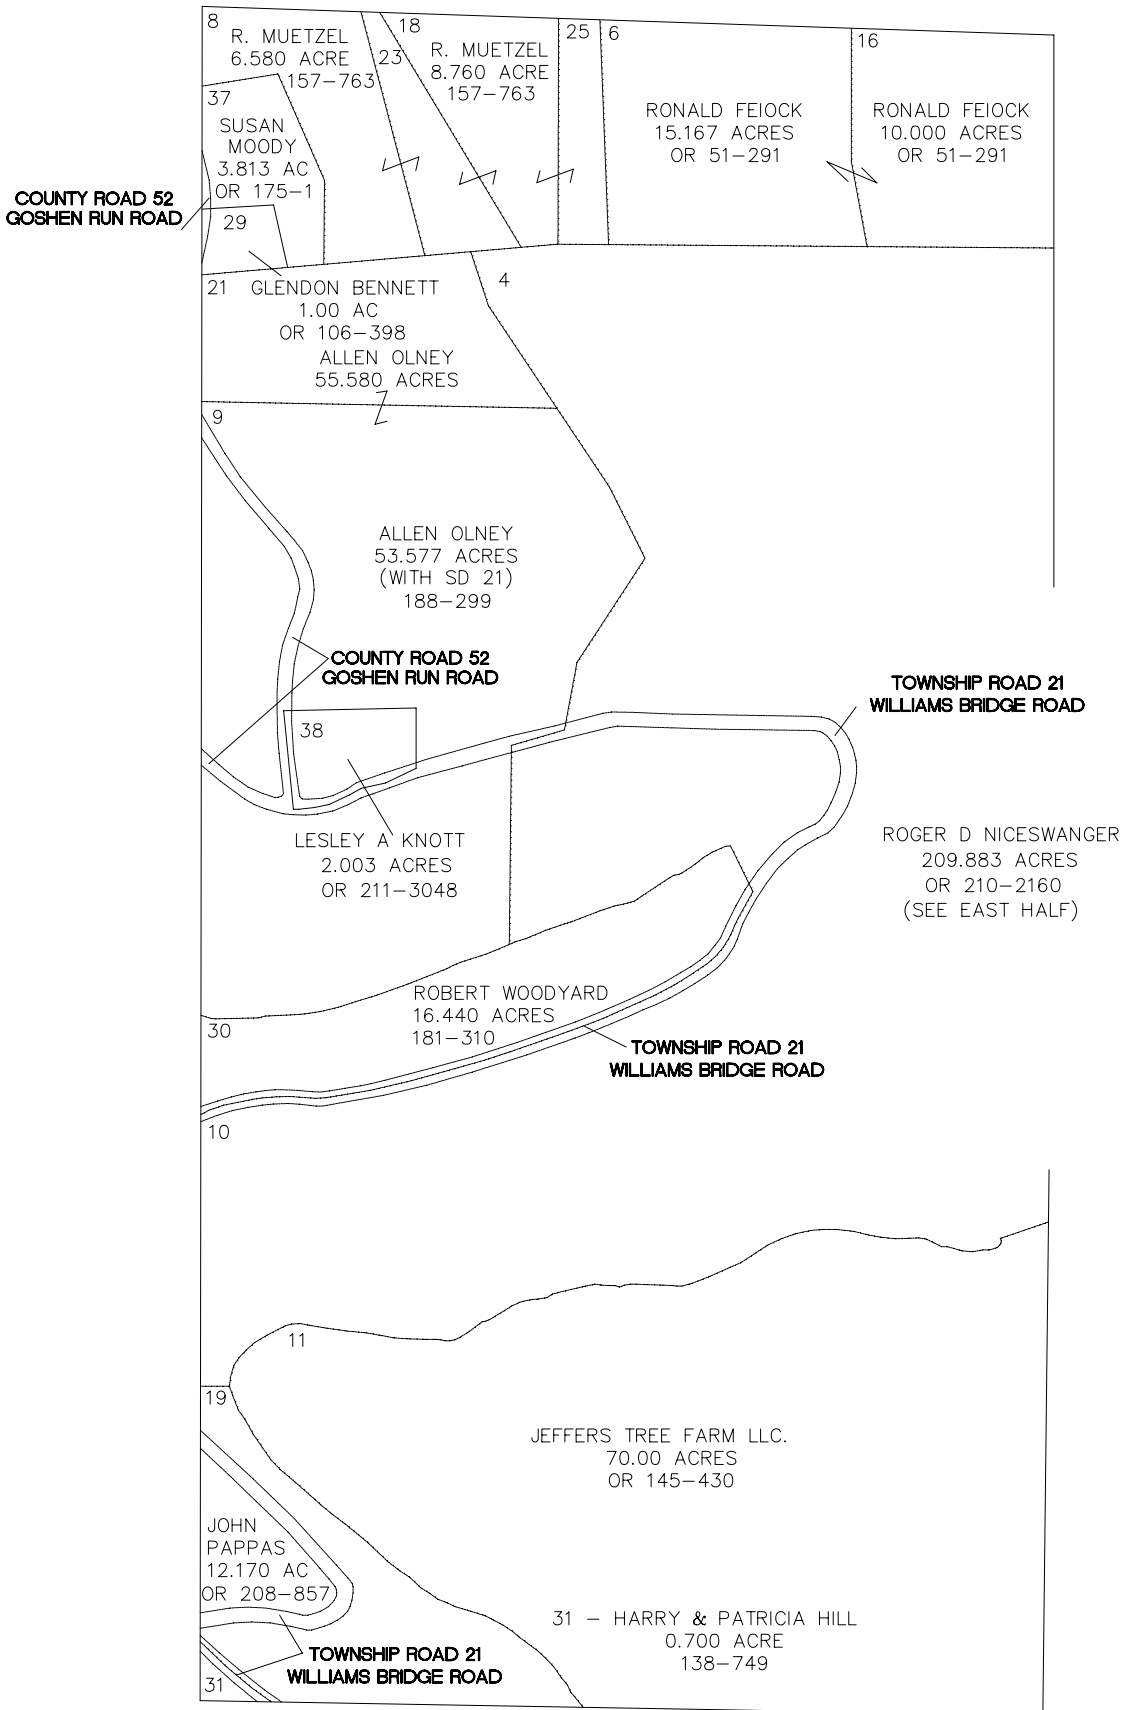 8
R. MUETZEL
6.580 ACRE
157-763
23
18
R. MUETZEL
8.760 ACRE
157-763
25
6
16
RONALD FEIOCK
15.167 ACRES
OR 51-291
RONALD FEIOCK
10.000 ACRES
OR 51-291
37
SUSAN
MOODY
3.813 AC
OR 175-1
COUNTY ROAD 52
GOSHEN RUN ROAD
29
21
GLENDON BENNETT
1.00 AC
OR 106-398
4
ALLEN OLNEY
55.580 ACRES
9
ALLEN OLNEY
53.577 ACRES
(WITH SD 21)
188-299
COUNTY ROAD 52
GOSHEN RUN ROAD
TOWNSHIP ROAD 21
WILLIAMS BRIDGE ROAD
38
LESLEY A KNOTT
2.003 ACRES
OR 211-3048
ROGER D NICESWANGER
209.883 ACRES
OR 210-2160
(SEE EAST HALF)
ROBERT WOODYARD
16.440 ACRES
181-310
30
TOWNSHIP ROAD 21
WILLIAMS BRIDGE ROAD
10
11
19
JEFFERS TREE FARM LLC.
70.00 ACRES
OR 145-430
JOHN
PAPPAS
12.170 AC
OR 208-857
31 - HARRY & PATRICIA HILL
0.700 ACRE
138-749
TOWNSHIP ROAD 21
WILLIAMS BRIDGE ROAD
31